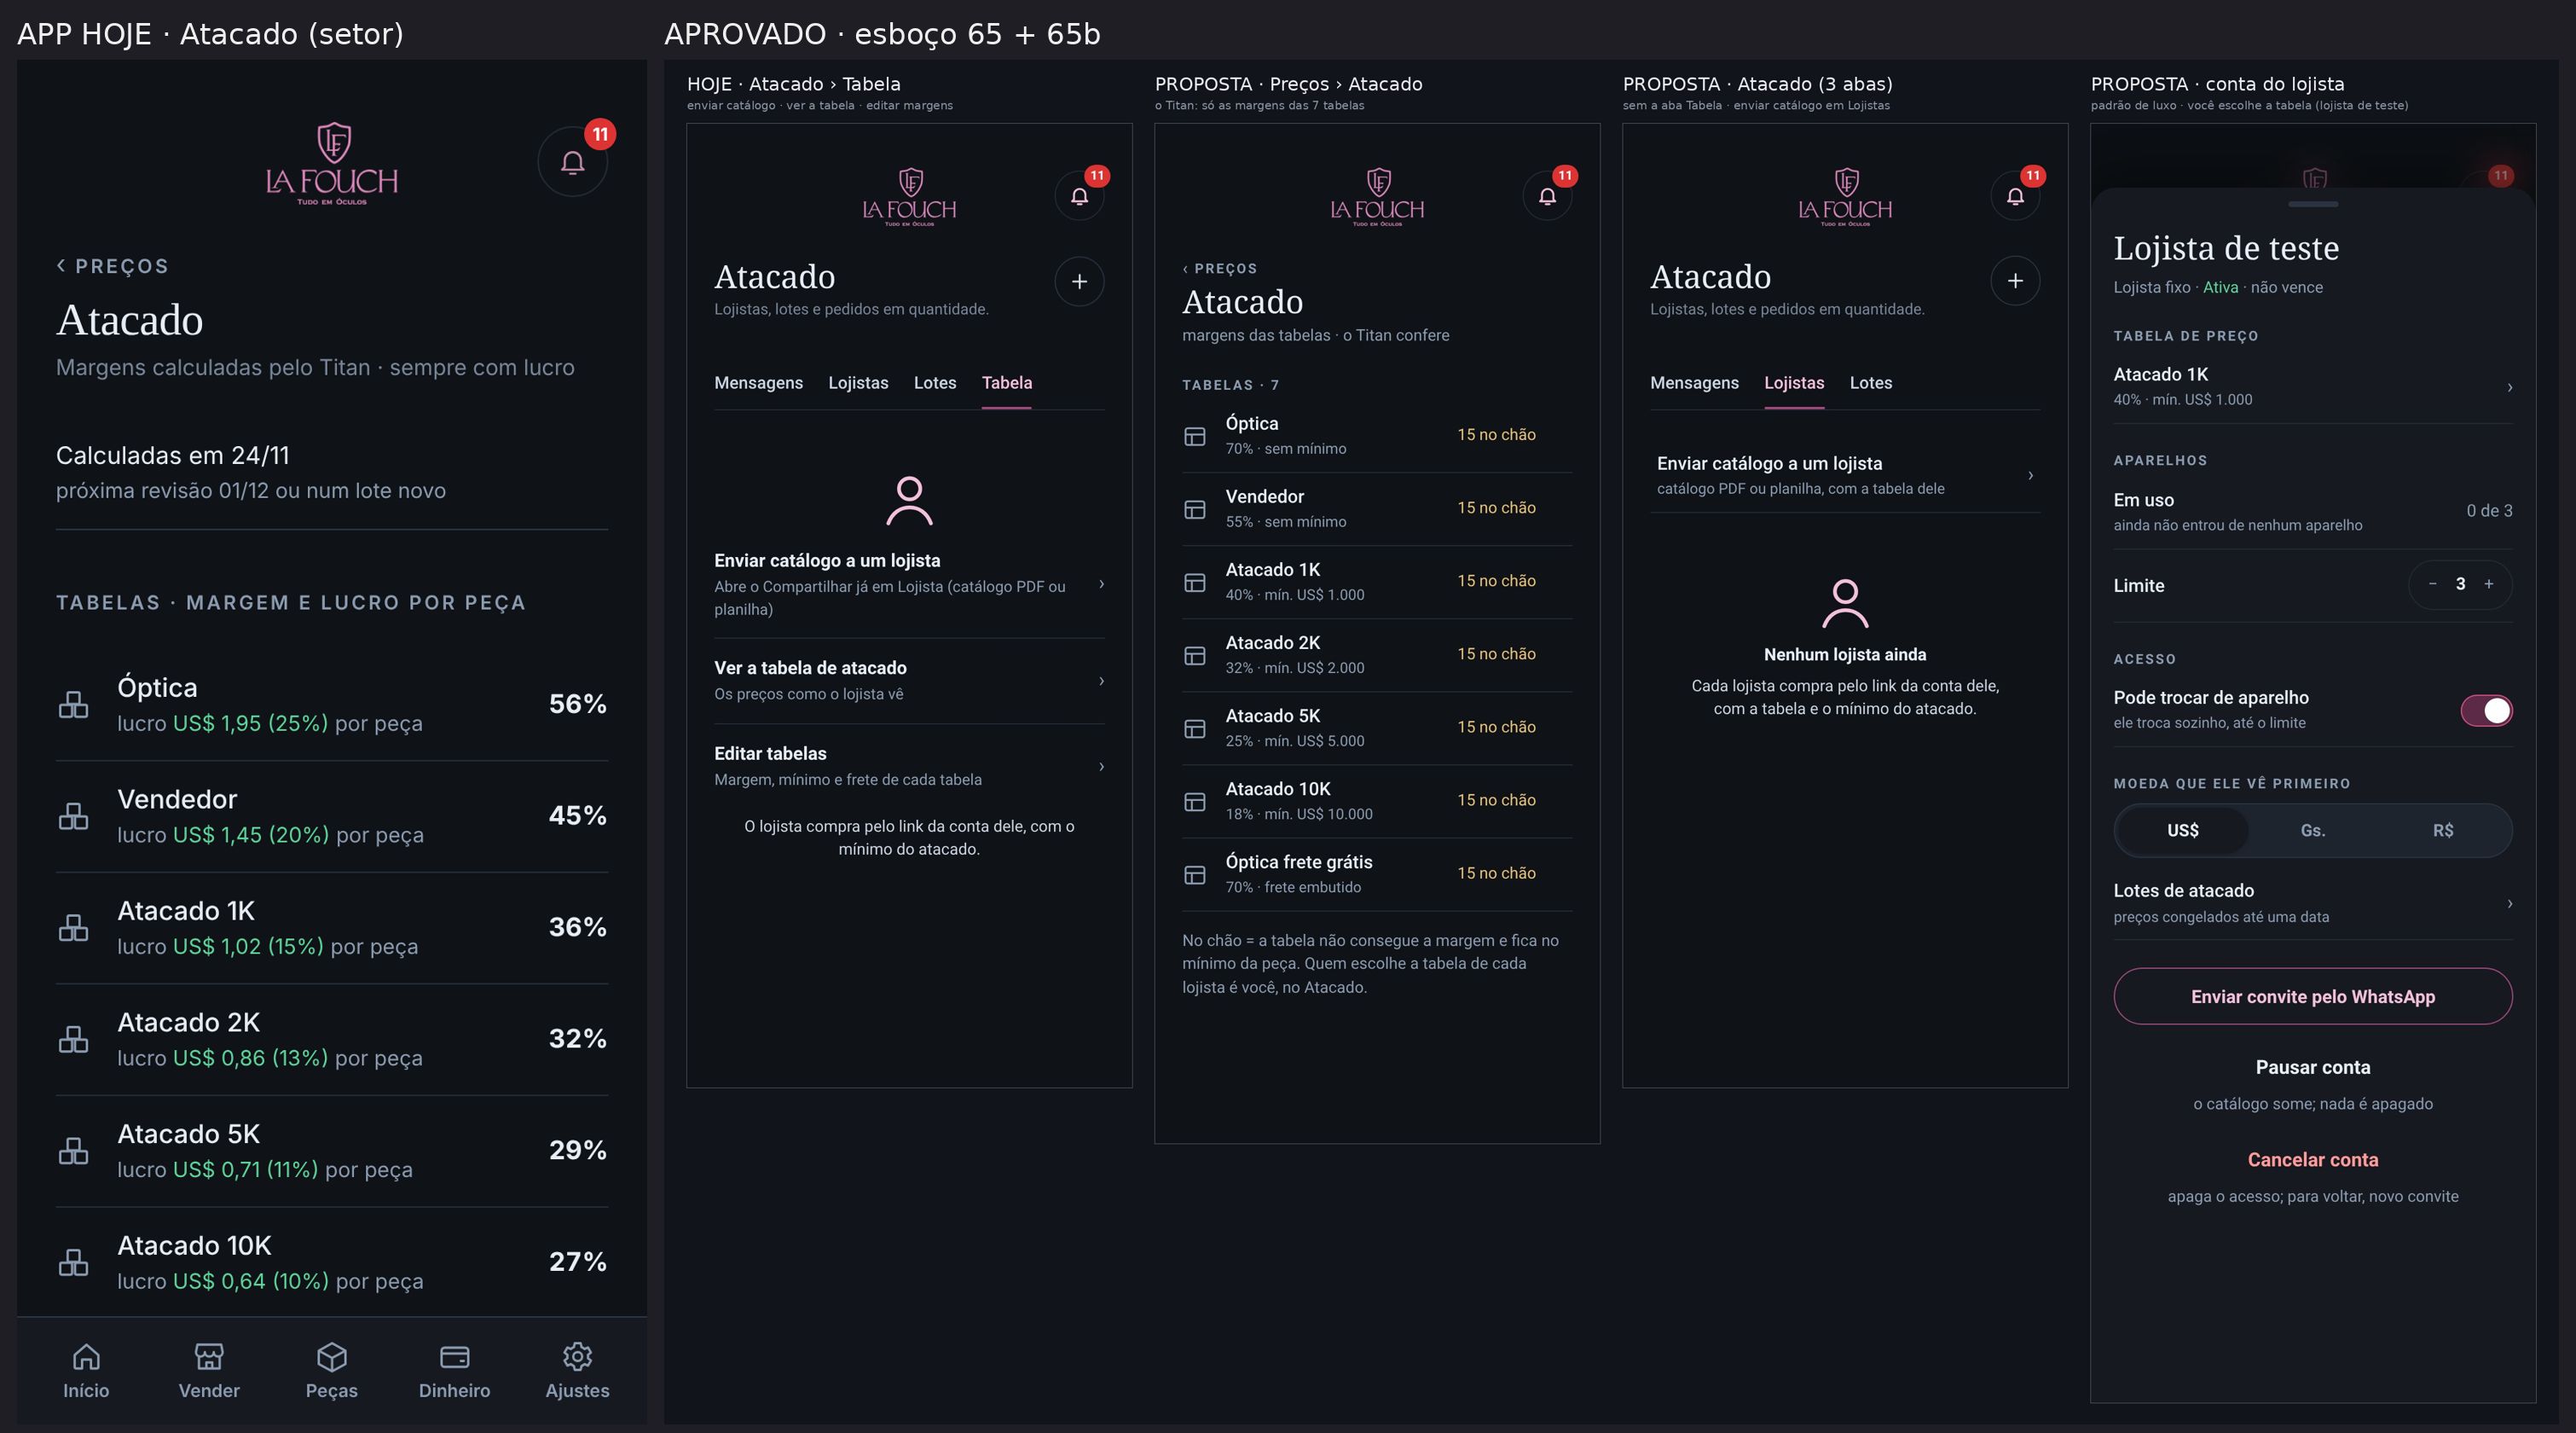 APP HOJE · Atacado (setor)
11
LF
LA FOUCH
TUDO EM ÓCULOS
‹ PREÇOS
Atacado
Margens calculadas pelo Titan · sempre com lucro
Calculadas em 24/11
próxima revisão 01/12 ou num lote novo
TABELAS · MARGEM E LUCRO POR PEÇA
Óptica
lucro US$ 1,95 (25%) por peça
56%
Vendedor
lucro US$ 1,45 (20%) por peça
45%
Atacado 1K
lucro US$ 1,02 (15%) por peça
36%
Atacado 2K
lucro US$ 0,86 (13%) por peça
32%
Atacado 5K
lucro US$ 0,71 (11%) por peça
29%
Atacado 10K
lucro US$ 0,64 (10%) por peça
27%
Início
Vender
Peças
Dinheiro
Ajustes
APROVADO · esboço 65 + 65b
HOJE · Atacado › Tabela
enviar catálogo · ver a tabela · editar margens
LF
LA FOUCH
TUDO EM ÓCULOS
11
Atacado
Lojistas, lotes e pedidos em quantidade.
+
Mensagens
Lojistas
Lotes
Tabela
Enviar catálogo a um lojista
Abre o Compartilhar já em Lojista (catálogo PDF ou
planilha)
›
Ver a tabela de atacado
Os preços como o lojista vê
›
Editar tabelas
Margem, mínimo e frete de cada tabela
›
O lojista compra pelo link da conta dele, com o
mínimo do atacado.
PROPOSTA · Preços › Atacado
o Titan: só as margens das 7 tabelas
LF
LA FOUCH
TUDO EM ÓCULOS
11
‹ PREÇOS
Atacado
margens das tabelas · o Titan confere
TABELAS · 7
Óptica
70% · sem mínimo
15 no chão
Vendedor
55% · sem mínimo
15 no chão
Atacado 1K
40% · mín. US$ 1.000
15 no chão
Atacado 2K
32% · mín. US$ 2.000
15 no chão
Atacado 5K
25% · mín. US$ 5.000
15 no chão
Atacado 10K
18% · mín. US$ 10.000
15 no chão
Óptica frete grátis
70% · frete embutido
15 no chão
No chão = a tabela não consegue a margem e fica no
mínimo da peça. Quem escolhe a tabela de cada
lojista é você, no Atacado.
PROPOSTA · Atacado (3 abas)
sem a aba Tabela · enviar catálogo em Lojistas
LF
LA FOUCH
TUDO EM ÓCULOS
11
Atacado
Lojistas, lotes e pedidos em quantidade.
+
Mensagens
Lojistas
Lotes
Enviar catálogo a um lojista
catálogo PDF ou planilha, com a tabela dele
›
Nenhum lojista ainda
Cada lojista compra pelo link da conta dele,
com a tabela e o mínimo do atacado.
PROPOSTA · conta do lojista
padrão de luxo · você escolhe a tabela (lojista de teste)
LF
11
Lojista de teste
Lojista fixo · Ativa · não vence
TABELA DE PREÇO
Atacado 1K
40% · mín. US$ 1.000
›
APARELHOS
Em uso
ainda não entrou de nenhum aparelho
0 de 3
Limite
− 3 +
ACESSO
Pode trocar de aparelho
ele troca sozinho, até o limite
MOEDA QUE ELE VÊ PRIMEIRO
US$
Gs.
R$
Lotes de atacado
preços congelados até uma data
›
Enviar convite pelo WhatsApp
Pausar conta
o catálogo some; nada é apagado
Cancelar conta
apaga o acesso; para voltar, novo convite